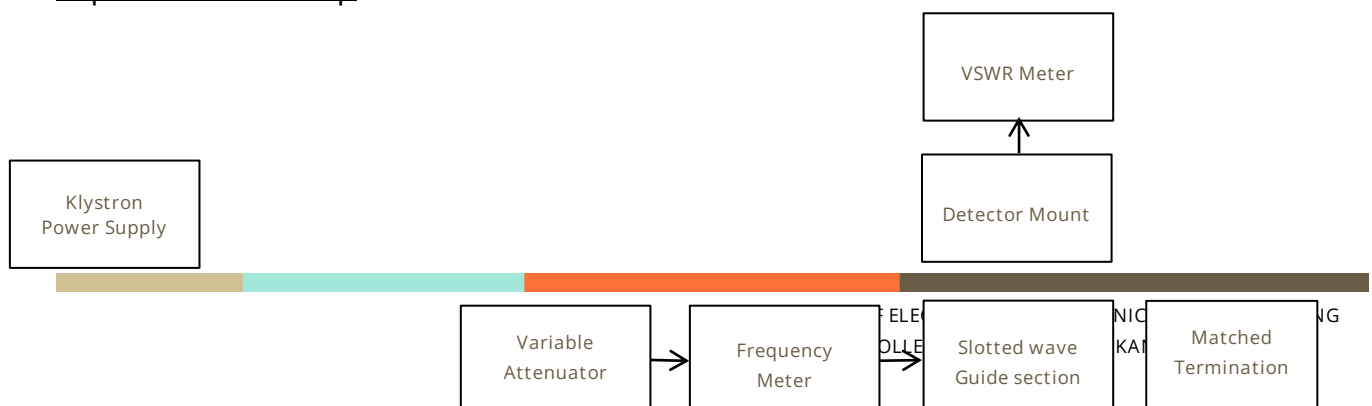 VSWR Meter
Klystron
Power Supply
Detector Mount
Variable
Attenuator
Frequency
Meter
Slotted wave
Guide section
Matched
Termination